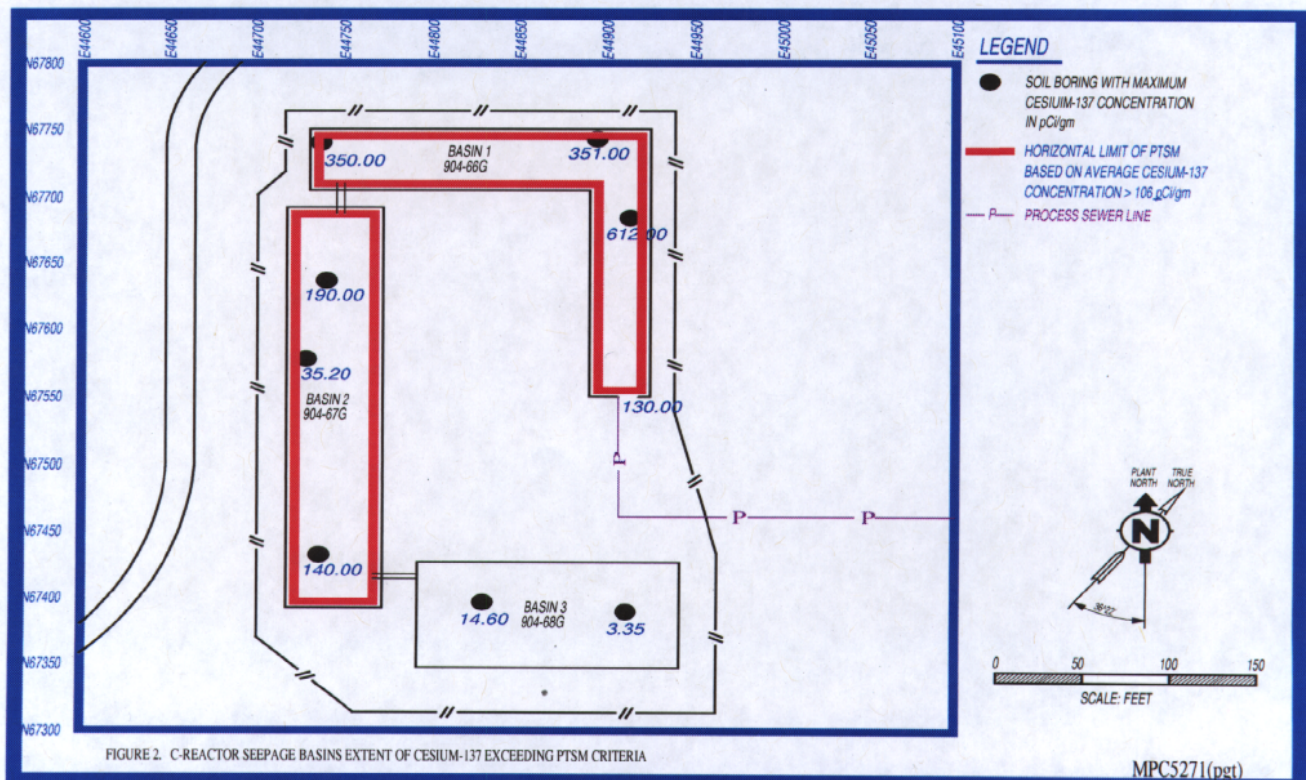 E44600
E44650
E44700
E44750
E44800
E44850
E44900
E44950
E45000
E45050
E45100
N67800
N67750
N67700
N67650
N67600
N67550
N67500
N67450
N67400
N67350
N67300
350.00
BASIN 1
904-66G
351.00
612.00
190.00
35.20
BASIN 2
904-67G
130.00
P
P
P
140.00
14.60
BASIN 3
904-68G
3.35
LEGEND
SOIL BORING WITH MAXIMUM
CESUIM-137 CONCENTRATION
IN pCi/gm
HORIZONTAL LIMIT OF PTSM
BASED ON AVERAGE CESIUM-137
CONCENTRATION > 106 pCi/gm
P PROCESS SEWER LINE
PLANT
NORTH
TRUE
NORTH
N
0 50 100 150
SCALE: FEET
FIGURE 2. C-REACTOR SEEPAGE BASINS EXTENT OF CESIUM-137 EXCEEDING PTSM CRITERIA
MPC5271(pgt)